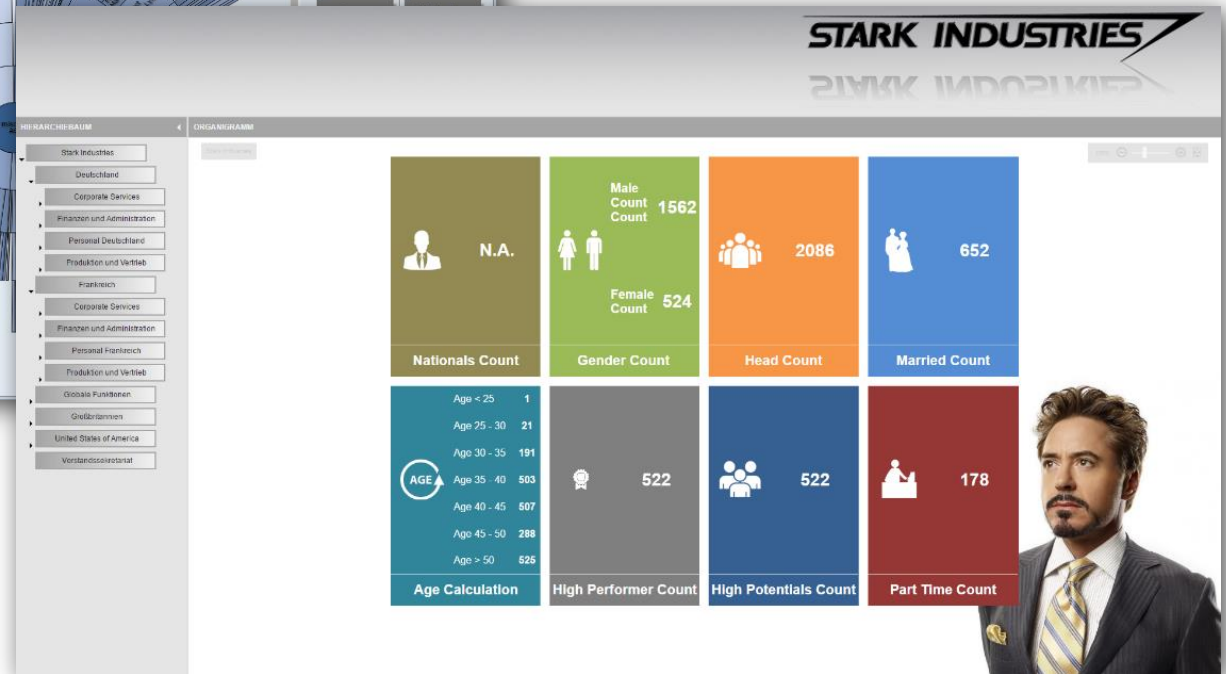 STARK INDUSTRIES
HIERARCHIEBAUM
ORGANIGRAMM
Stark Industries
Deutschland
Corporate Services
Finanzen und Administration
Personal Deutschland
Produktion und Vertrieb
Frankreich
Corporate Services
Finanzen und Administration
Personal Frankreich
Produktion und Vertrieb
Globale Funktionen
Großbritannien
United States of America
Vorstandssekretariat
N.A.
Nationals Count
Male
Count 1562
Count
Female
Count 524
Gender Count
2086
Head Count
652
Married Count
Age < 25 1
Age 25 - 30 21
Age 30 - 35 191
AGE
Age 35 - 40 503
Age 40 - 45 507
Age 45 - 50 288
Age > 50 525
Age Calculation
522
High Performer Count
522
High Potentials Count
178
Part Time Count